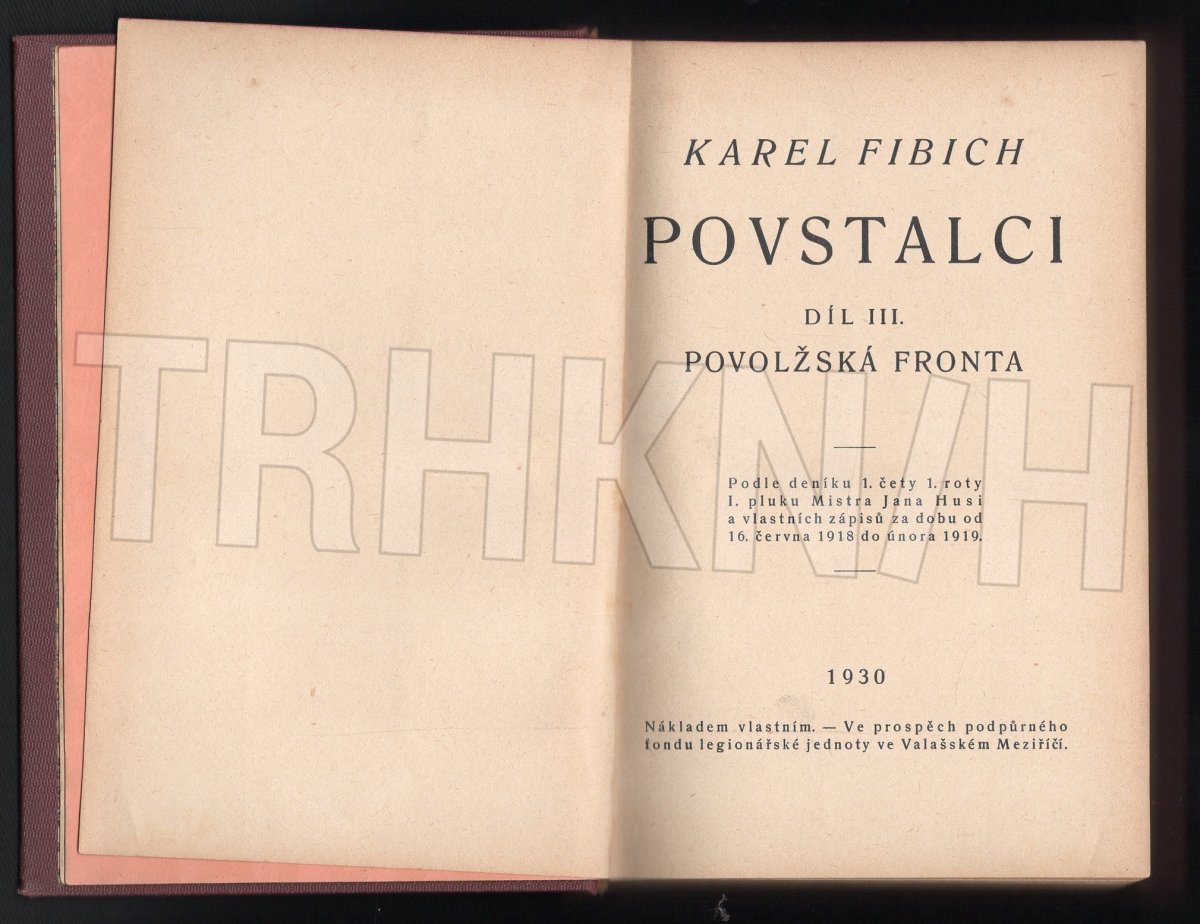 KAREL FIBICH
POVSTALCI
DÍL III.
POVOLŽSKÁ FRONTA
Podle deníku 1. čety 1. roty
I. pluku Mistra Jana Husi
a vlastních zápisů za dobu od
16. června 1918 do února 1919.
1930
Nákladem vlastním. — Ve prospěch podpůrného
fondu legionářské jednoty ve Valašském Meziříčí.
TRHKNIH